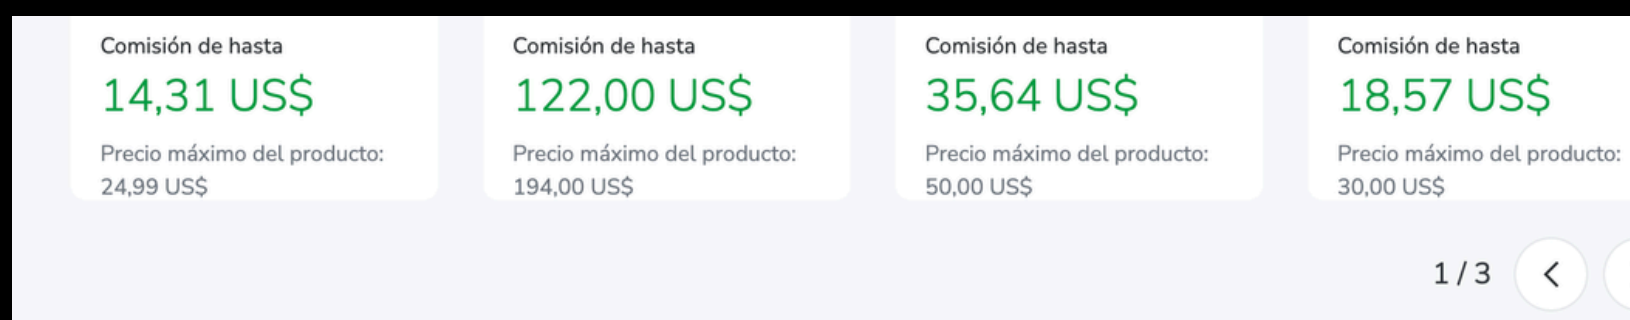 Comisión de hasta
14,31 US$
Precio máximo del producto:
24,99 US$
Comisión de hasta
122,00 US$
Precio máximo del producto:
194,00 US$
Comisión de hasta
35,64 US$
Precio máximo del producto:
50,00 US$
Comisión de hasta
18,57 US$
Precio máximo del producto:
30,00 US$
1 / 3